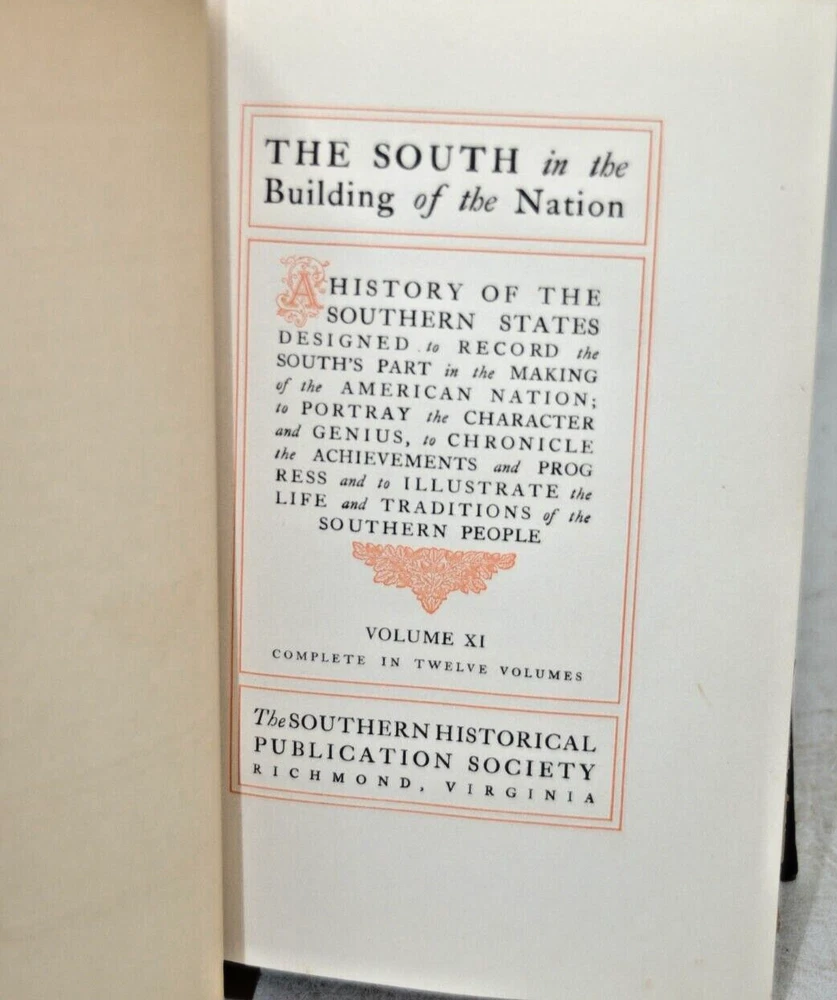 THE SOUTH in the
Building of the Nation
A HISTORY OF THE
SOUTHERN STATES
DESIGNED to RECORD the
SOUTH'S PART in the MAKING
of the AMERICAN NATION;
to PORTRAY the CHARACTER
and GENIUS, to CHRONICLE
the ACHIEVEMENTS and PROG
RESS and to ILLUSTRATE the
LIFE and TRADITIONS of the
SOUTHERN PEOPLE
VOLUME XI
COMPLETE IN TWELVE VOLUMES
The SOUTHERN HISTORICAL
PUBLICATION SOCIETY
RICHMOND, VIRGINIA